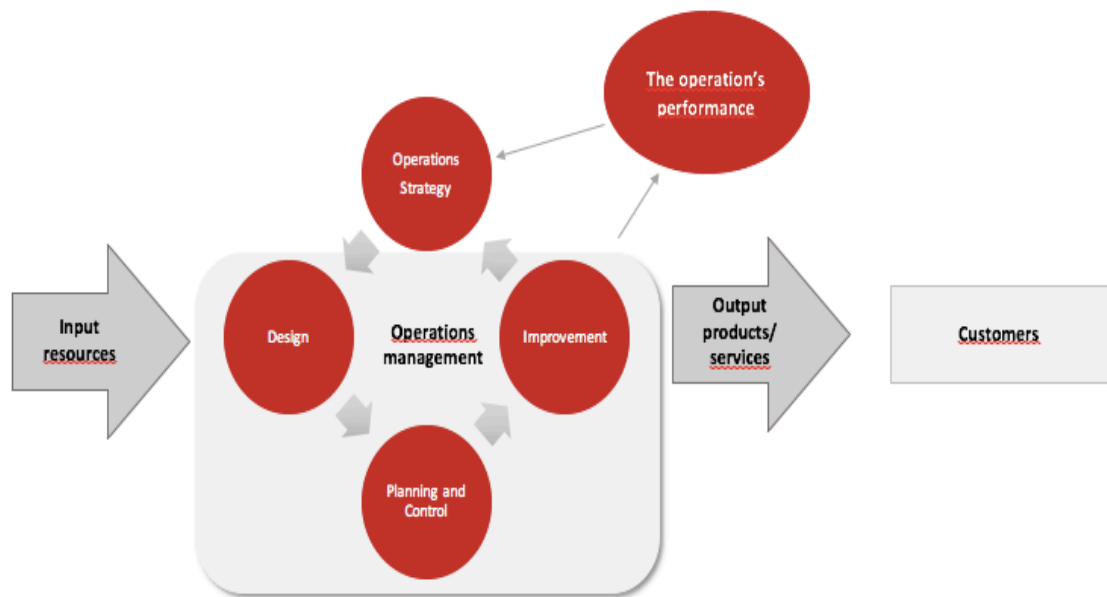 The operation's
performance
Operations
Strategy
Input
resources
Design
Operations
management
Improvement
Output
products/
services
Customers
Planning and
Control